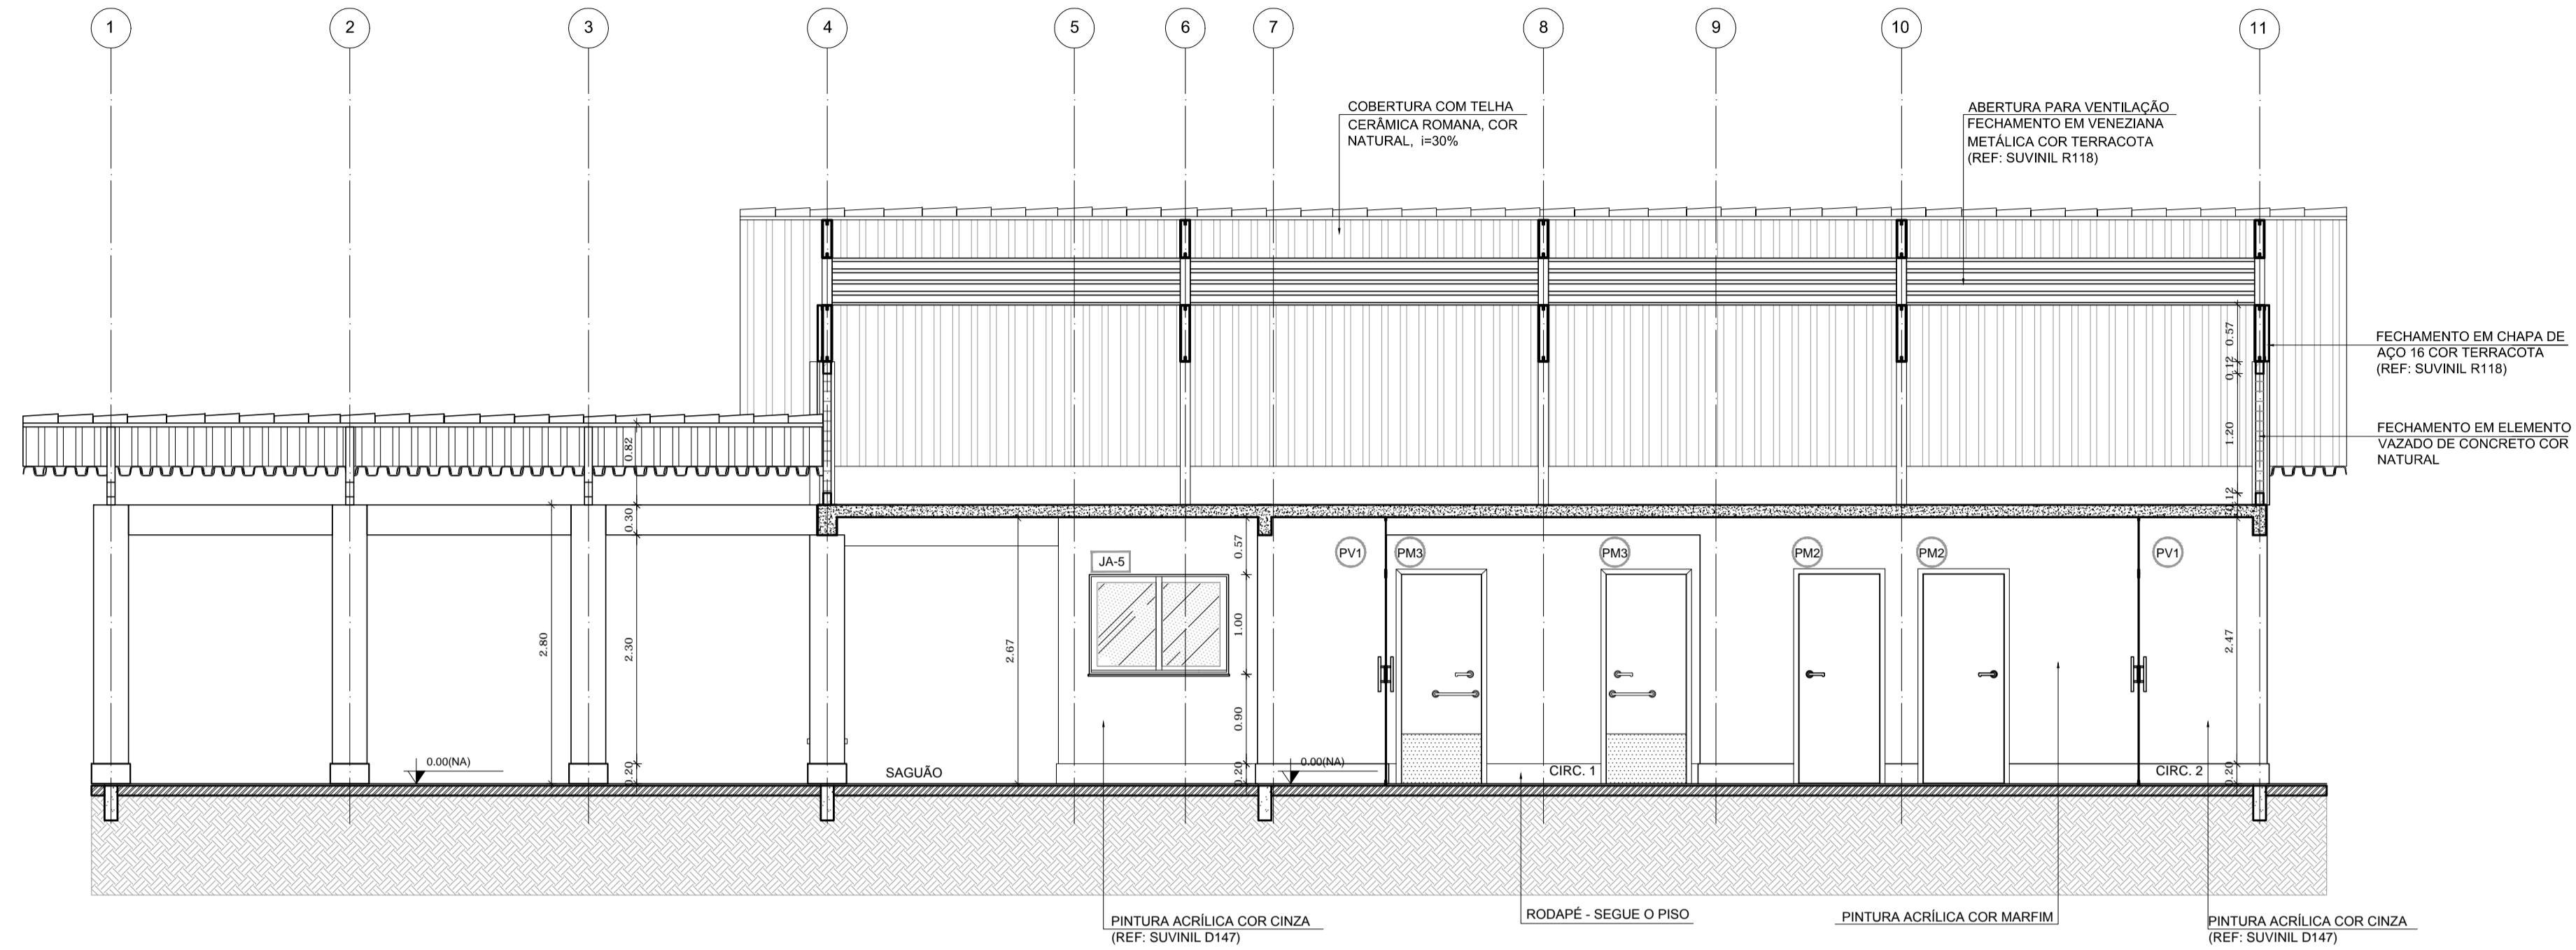 1
2
3
4
5
6
7
8
9
10
11
COBERTURA COM TELHA
CERÂMICA ROMANA, COR
NATURAL, i=30%
ABERTURA PARA VENTILAÇÃO
FECHAMENTO EM VENEZIANA
METÁLICA COR TERRACOTA
(REF: SUVINIL R118)
FECHAMENTO EM CHAPA DE
AÇO 16 COR TERRACOTA
(REF: SUVINIL R118)
FECHAMENTO EM ELEMENTO
VAZADO DE CONCRETO COR
NATURAL
0.57
0.12
1.20
0.12
0.82
0.30
2.80
2.30
0.20
2.67
0.57
1.00
0.90
0.20
2.47
0.20
JA-5
PV1
PM3
PM3
PM2
PM2
PV1
0.00(NA)
SAGUÃO
0.00(NA)
CIRC. 1
CIRC. 2
PINTURA ACRÍLICA COR CINZA
(REF: SUVINIL D147)
RODAPÉ - SEGUE O PISO
PINTURA ACRÍLICA COR MARFIM
PINTURA ACRÍLICA COR CINZA
(REF: SUVINIL D147)